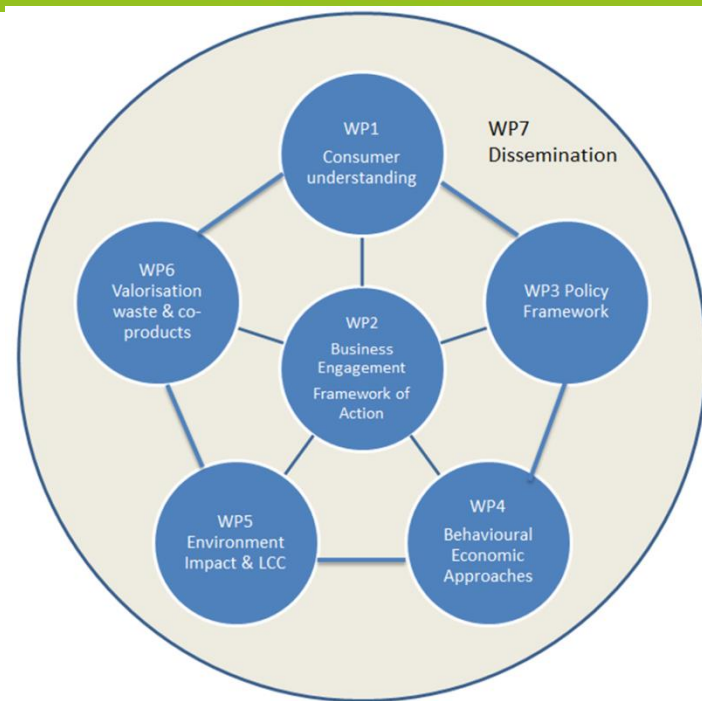 WP1
Consumer
understanding
WP7
Dissemination
WP6
Valorisation
waste & co-
products
WP3 Policy
Framework
WP2
Business
Engagement
Framework of
Action
WP5
Environment
Impact & LCC
WP4
Behavioural
Economic
Approaches